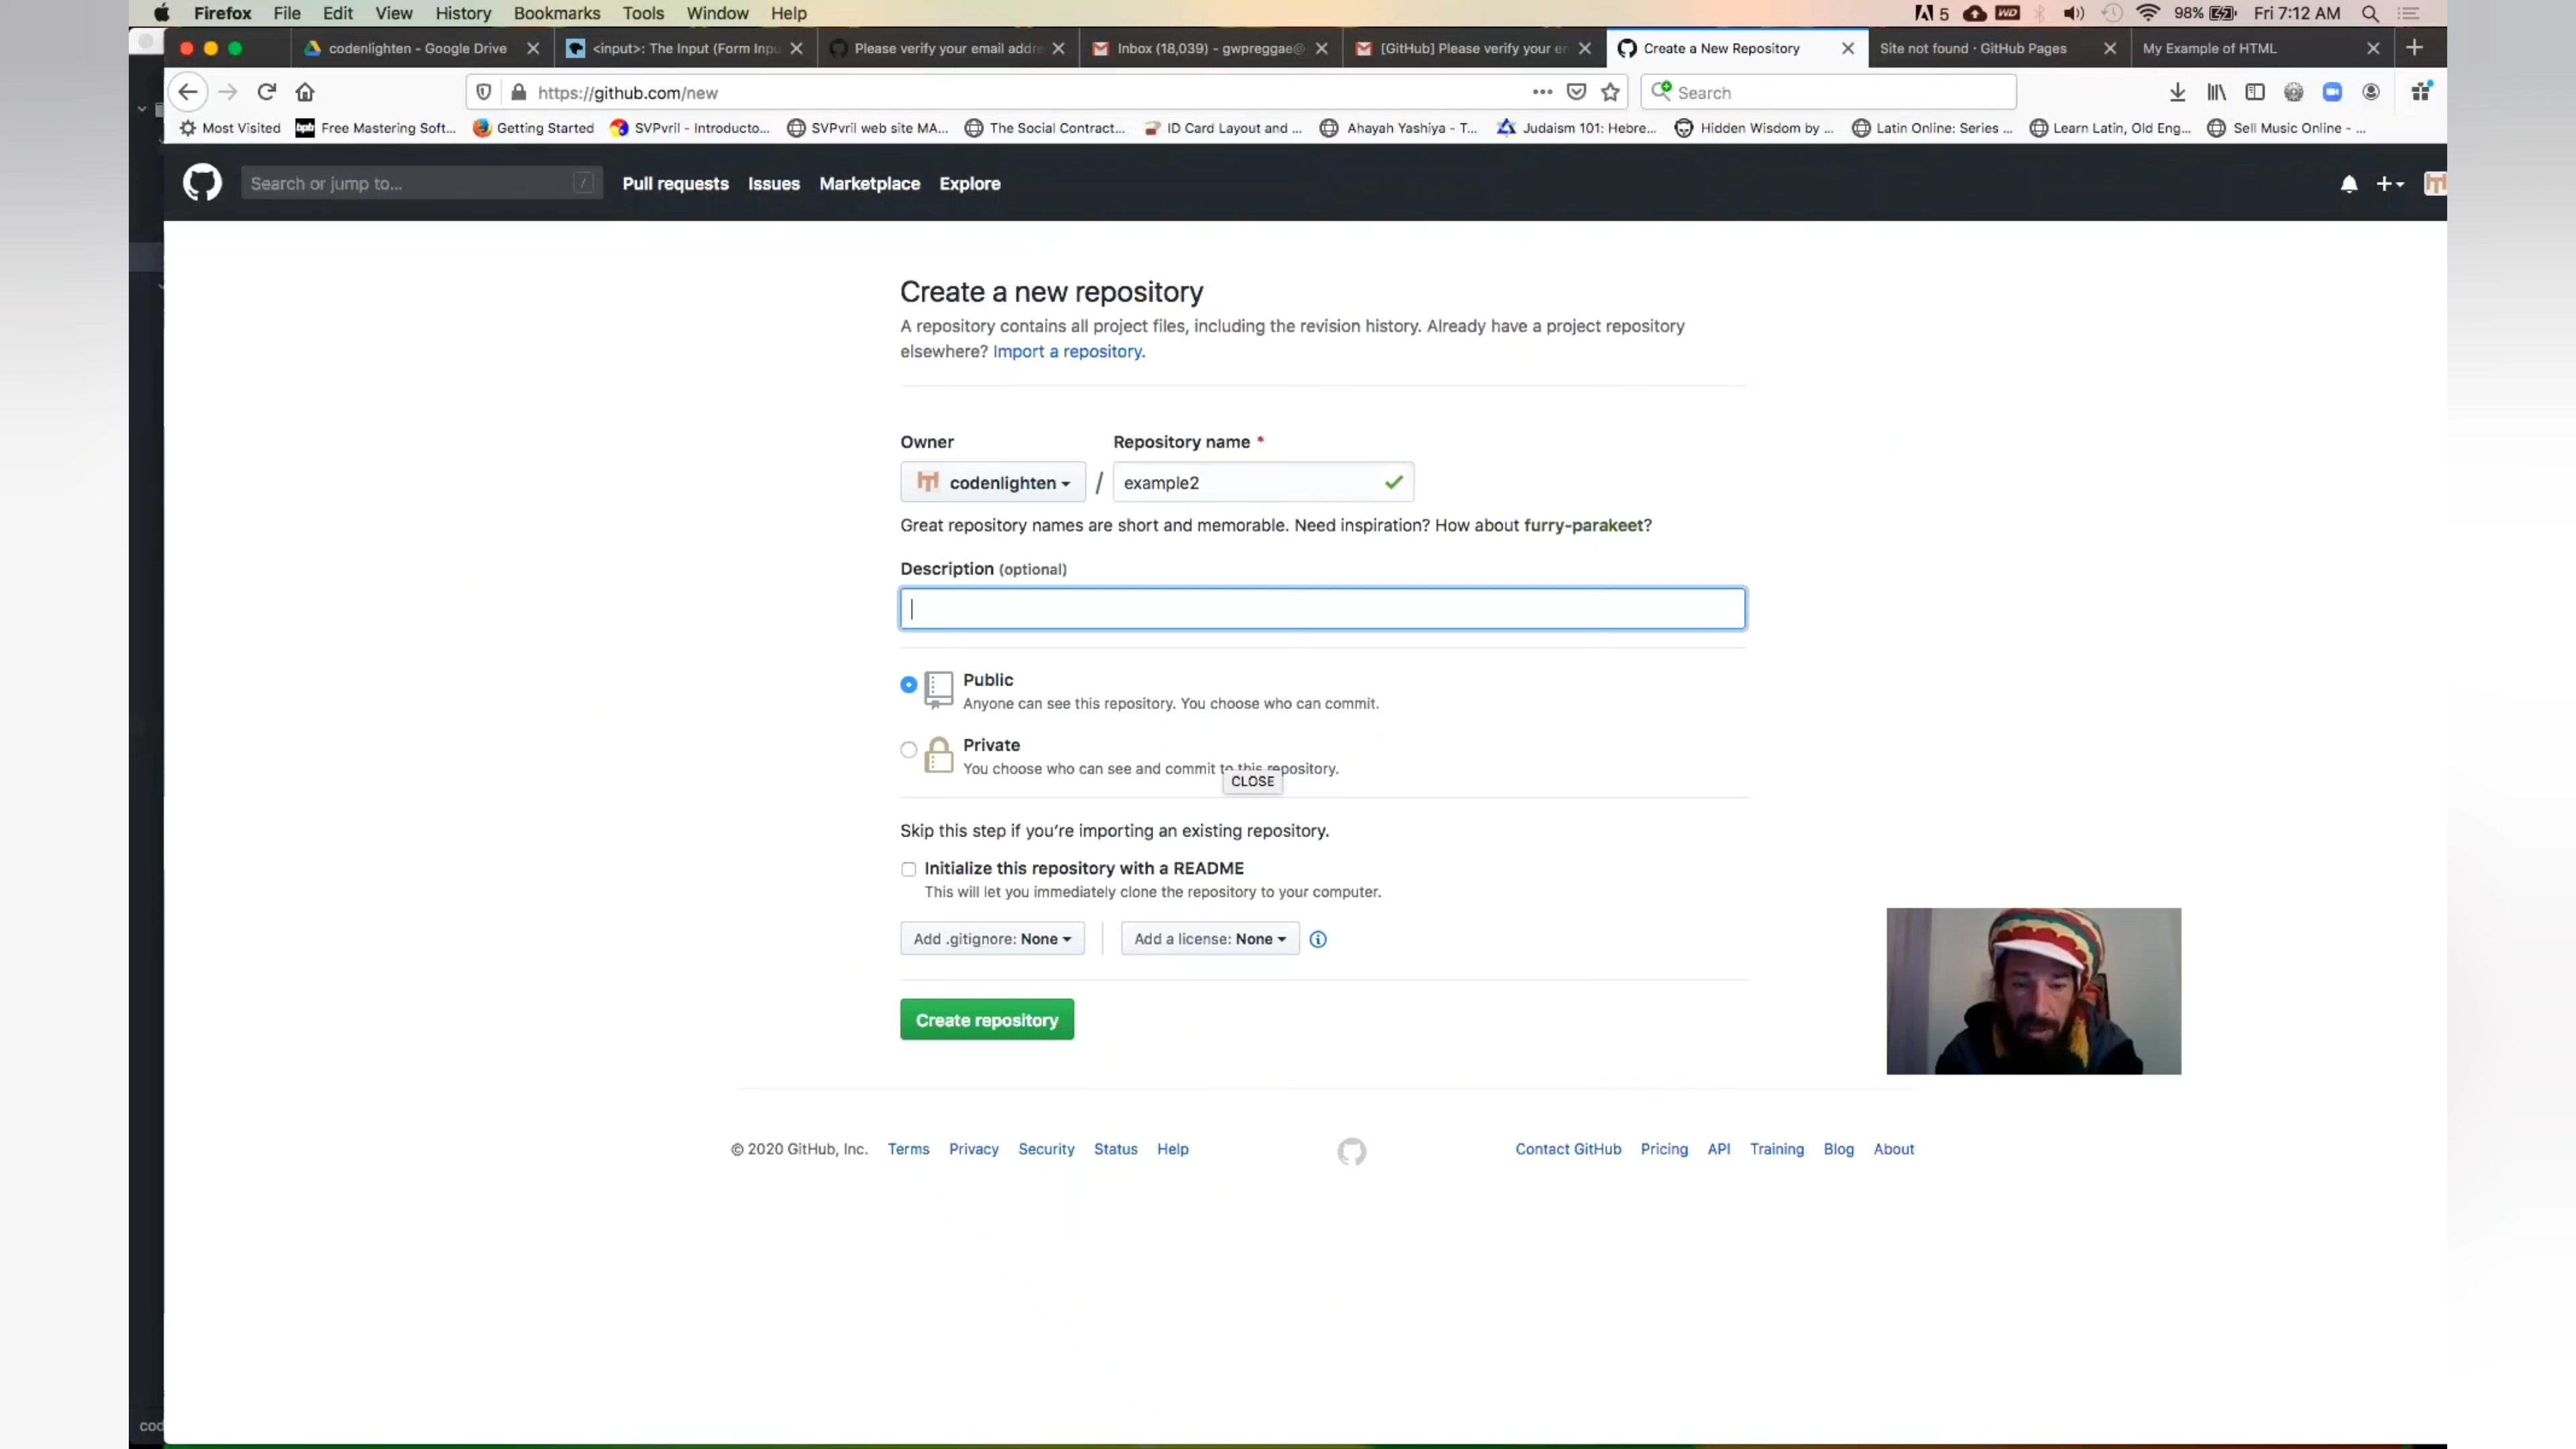 Firefox File Edit View History Bookmarks Tools Window Help 5 WD 98% Fri 7:12 AM
codenlighten - Google Drive <input>: The Input (Form Inpu Please verify your email addre Inbox (18,039) - gwpreggae@ [GitHub] Please verify your en Create a New Repository Site not found · GitHub Pages My Example of HTML
https://github.com/new Search
Most Visited bpb Free Mastering Soft... Getting Started SVPvril - Introducto... SVPvril web site MA... The Social Contract... ID Card Layout and ... Ahayah Yashiya - T... Judaism 101: Hebre... Hidden Wisdom by ... Latin Online: Series ... Learn Latin, Old Eng... Sell Music Online - ...
Search or jump to... / Pull requests Issues Marketplace Explore
Create a new repository
A repository contains all project files, including the revision history. Already have a project repository
elsewhere? Import a repository.
Owner Repository name *
codenlighten / example2
Great repository names are short and memorable. Need inspiration? How about furry-parakeet?
Description (optional)
Public
Anyone can see this repository. You choose who can commit.
Private
You choose who can see and commit to this repository.
CLOSE
Skip this step if you're importing an existing repository.
Initialize this repository with a README
This will let you immediately clone the repository to your computer.
Add .gitignore: None Add a license: None
Create repository
© 2020 GitHub, Inc. Terms Privacy Security Status Help Contact GitHub Pricing API Training Blog About
cod